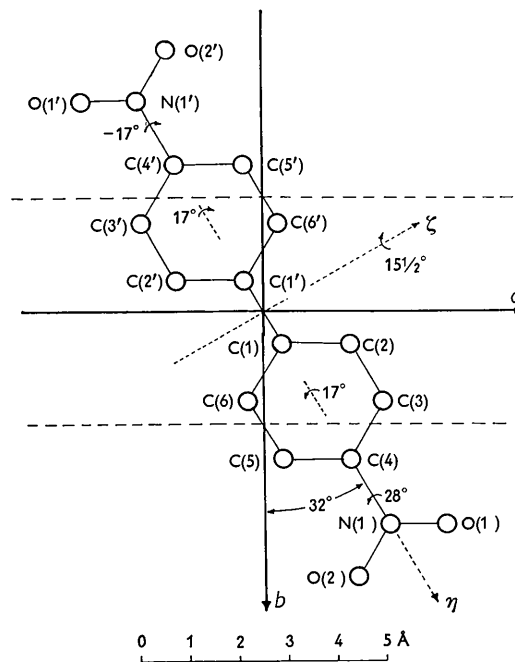 O(2′)
O(1′)
N(1′)
−17°
C(4′)
C(5′)
17°
C(3′)
C(6′)
ζ
15½°
C(2′)
C(1′)
C(1)
C(2)
17°
C(6)
C(3)
C(5)
C(4)
28°
32°
N(1)
O(1)
O(2)
b
η
0 1 2 3 4 5 Å